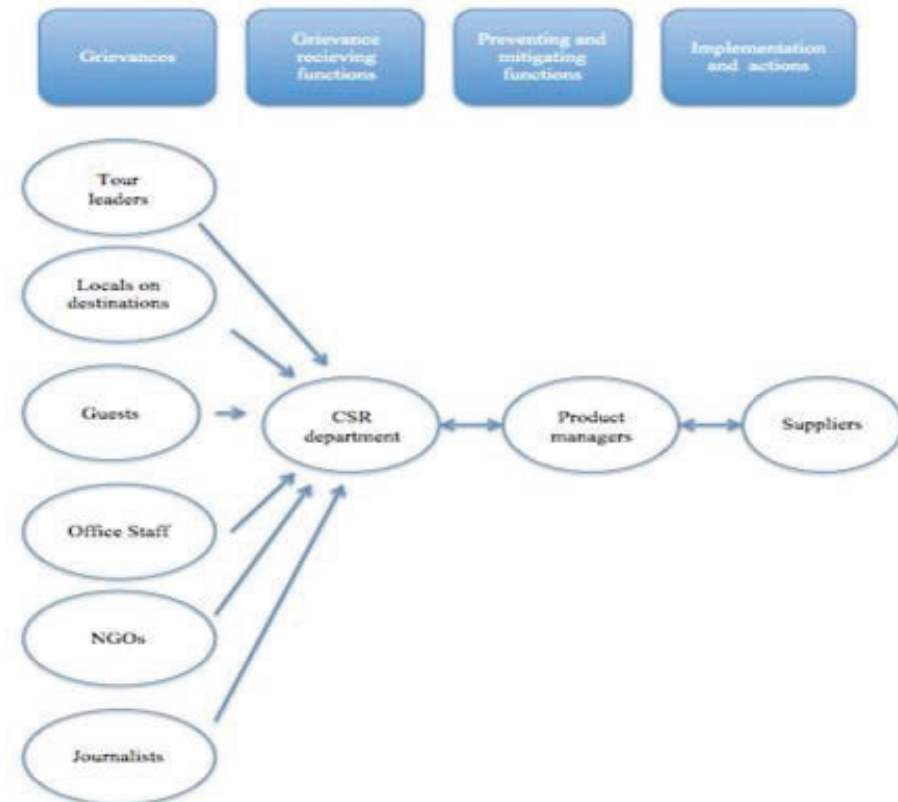 Grievances
Grievance
recieving
functions
Preventing and
mitigating
functions
Implementation
and actions
Tour
leaders
Locals on
destinations
Guests
CSR
department
Product
managers
Suppliers
Office Staff
NGOs
Journalists